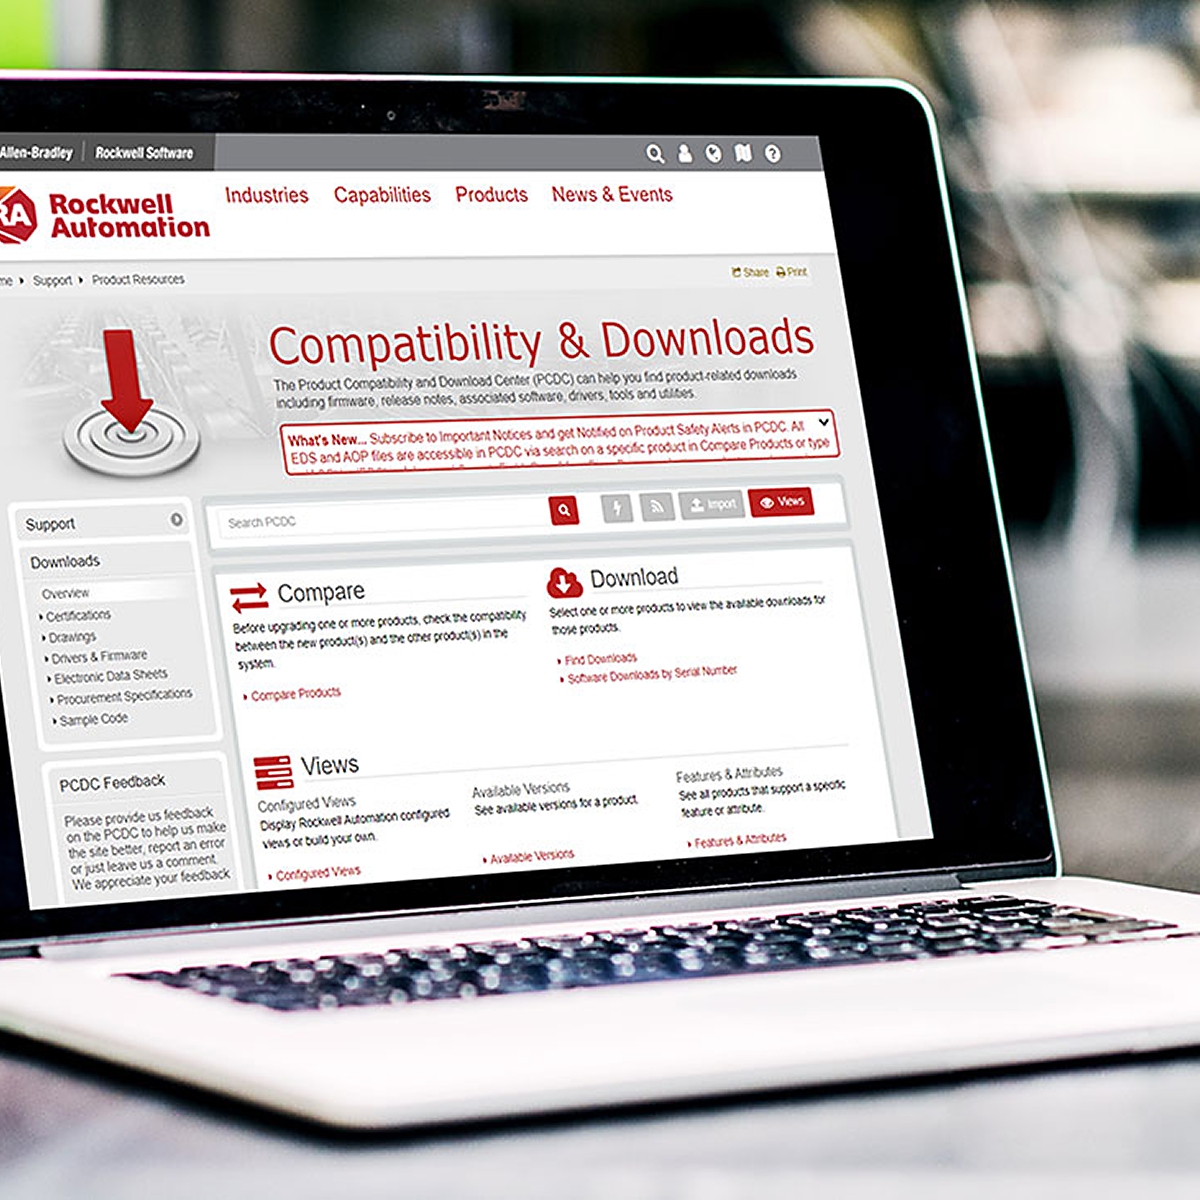 Allen-Bradley | Rockwell Software
Industries Capabilities Products News & Events
RA Rockwell
Automation
Support Product Resources
Share Print
Compatibility & Downloads
The Product Compatibility and Download Center (PCDC) can help you find product-related downloads
including firmware, release notes, associated software, drivers, tools and utilities.
What's New... Subscribe to Important Notices and get Notified on Product Safety Alerts in PCDC. All
EDS and AOP files are accessible in PCDC via search on a specific product in Compare Products or type
Search PCDC
Import
Views
Support
Downloads
Overview
Certifications
Drawings
Drivers & Firmware
Electronic Data Sheets
Procurement Specifications
Sample Code
PCDC Feedback
Please provide us feedback
on the PCDC to help us make
the site better, report an error
or just leave us a comment.
We appreciate your feedback
Compare
Before upgrading one or more products, check the compatibility
between the new product(s) and the other product(s) in the
system.
Compare Products
Download
Select one or more products to view the available downloads for
those products.
Find Downloads
Software Downloads by Serial Number
Views
Configured Views
Display Rockwell Automation configured
views or build your own.
Configured Views
Available Versions
See available versions for a product.
Available Versions
Features & Attributes
See all products that support a specific
feature or attribute.
Features & Attributes